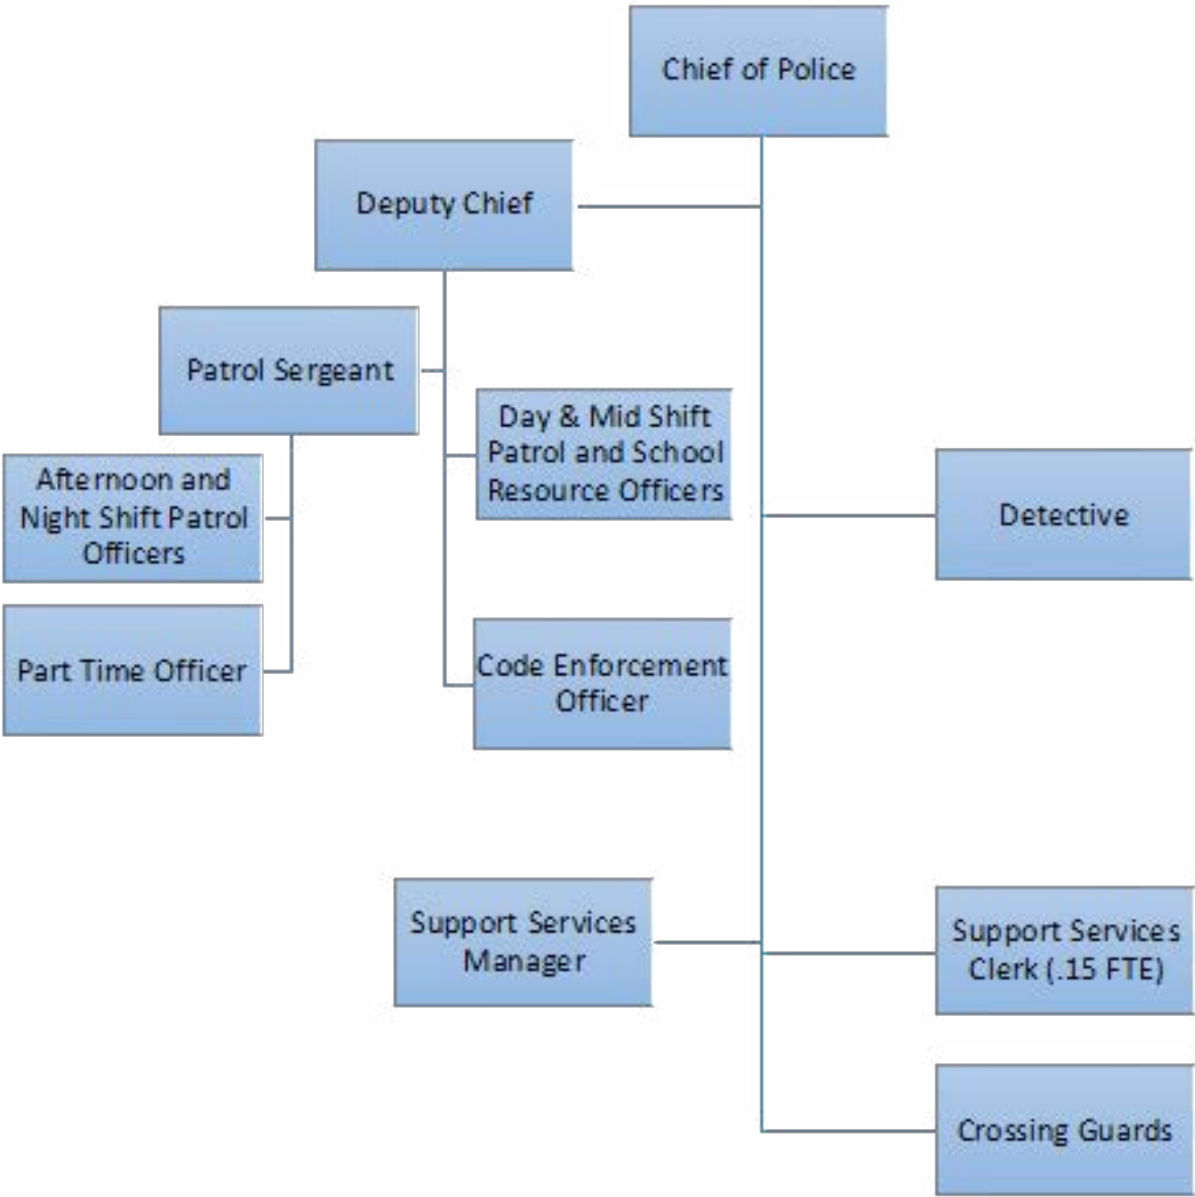 Chief of Police
Deputy Chief
Patrol Sergeant
Day & Mid Shift
Patrol and School
Resource Officers
Afternoon and
Night Shift Patrol
Officers
Detective
Part Time Officer
Code Enforcement
Officer
Support Services
Manager
Support Services
Clerk (.15 FTE)
Crossing Guards